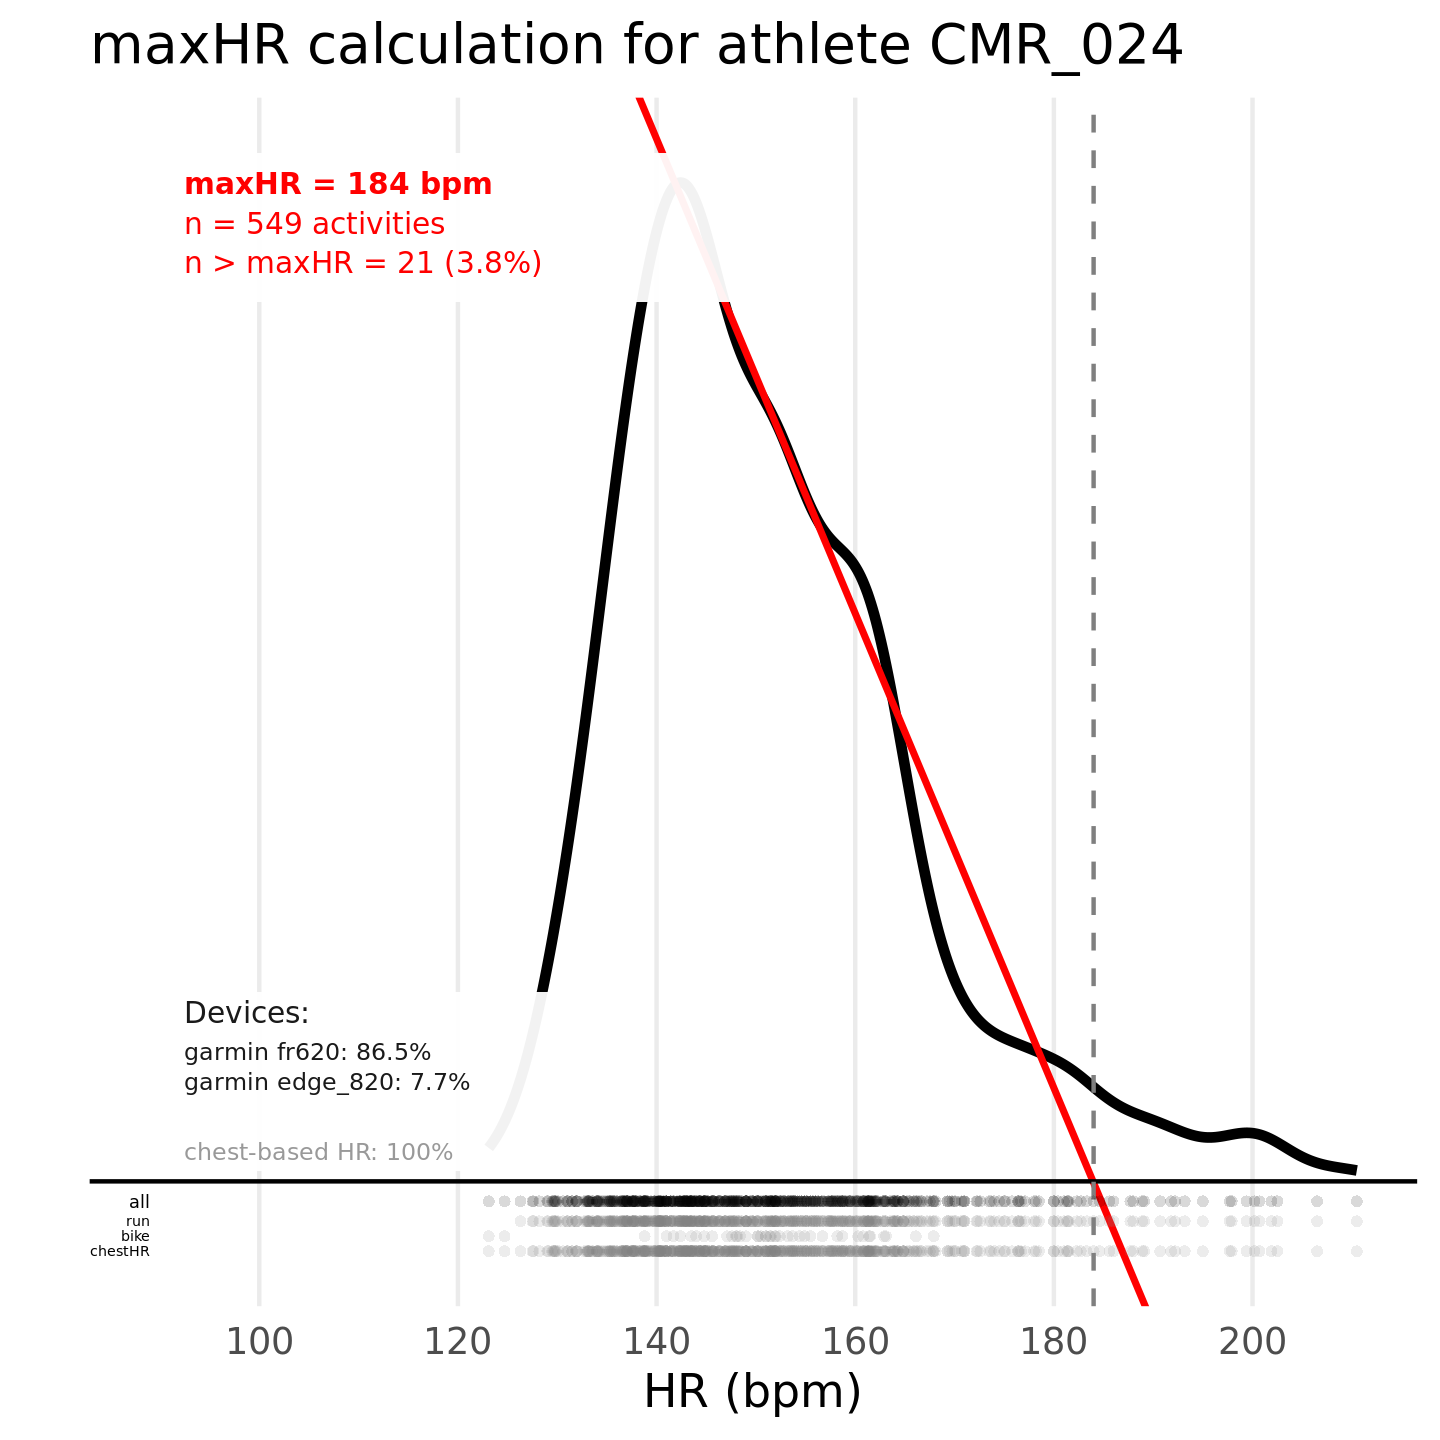 maxHR calculation for athlete CMR_024
maxHR = 184 bpm
n = 549 activities
n > maxHR = 21 (3.8%)
Devices:
garmin fr620: 86.5%
garmin edge_820: 7.7%
chest-based HR: 100%
all
run
bike
chestHR
100 120 140 160 180 200
HR (bpm)